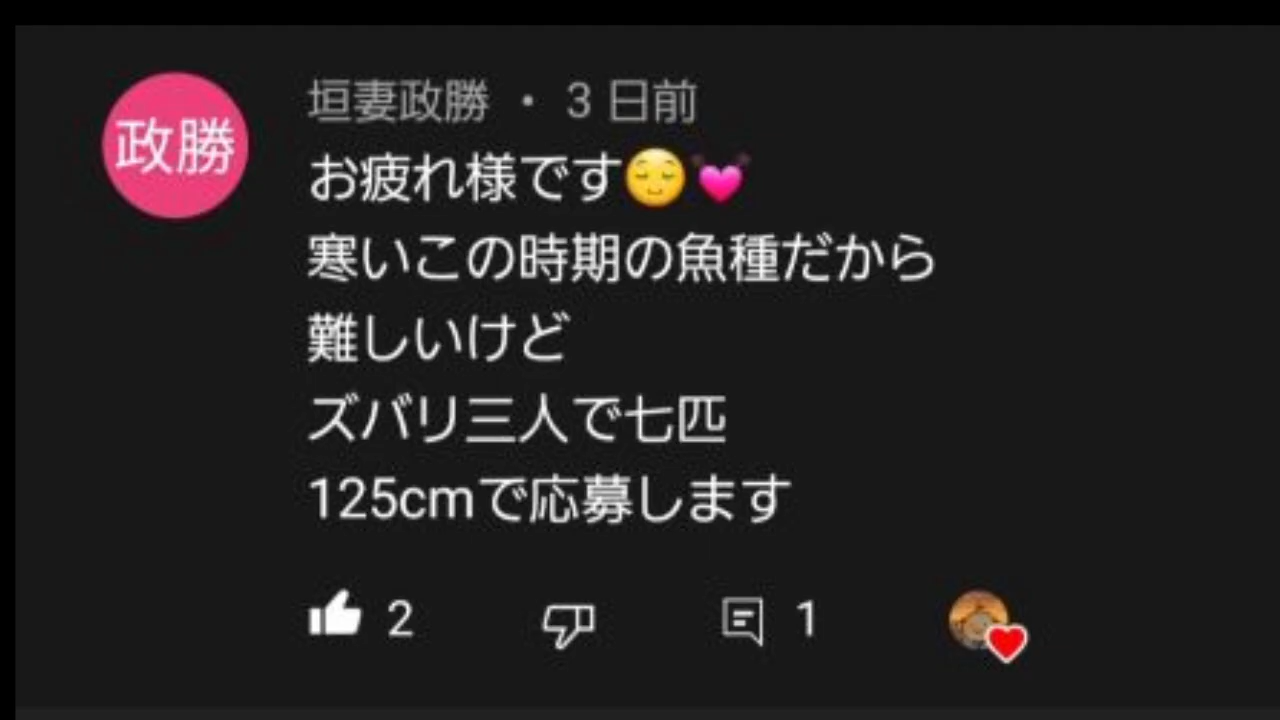 政勝
垣妻政勝 ・ 3 日前
お疲れ様です😌💓
寒いこの時期の魚種だから
難しいけど
ズバリ三人で七匹
125cmで応募します
2
1